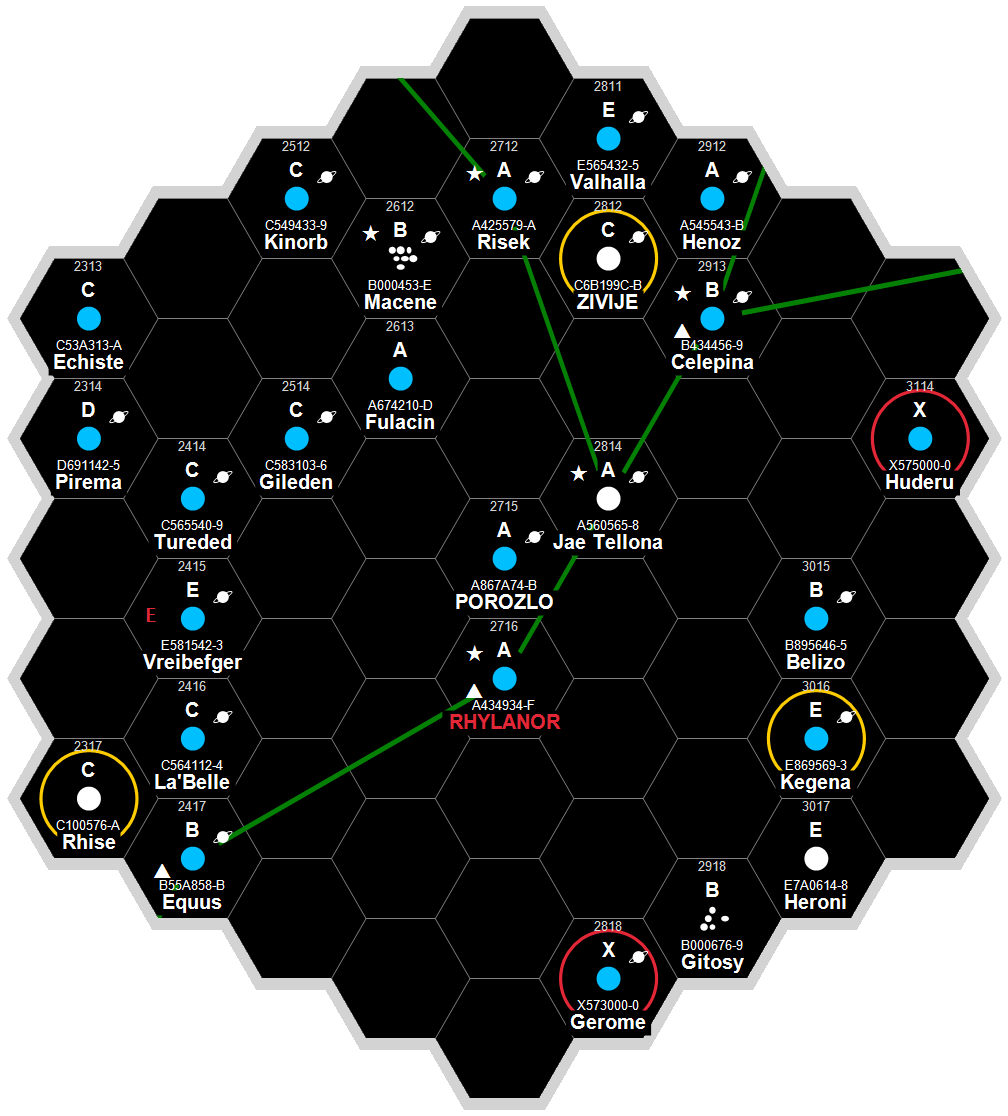 2811
E
E565432-5
Valhalla
2512
C
C549433-9
Kinorb
2712
A
A425579-A
Risek
2912
A
A545543-B
Henoz
2612
B
B000453-E
Macene
2812
C
C6B199C-B
ZIVIJE
2313
C
C53A313-A
Echiste
2913
B
B434456-9
Celepina
2613
A
A674210-D
Fulacin
2314
D
D691142-5
Pirema
2514
C
C583103-6
Gileden
3114
X
X575000-0
Huderu
2414
C
C565540-9
Tureded
2814
A
A560565-8
Jae Tellona
2715
A
A867A74-B
POROZLO
2415
E
E
E581542-3
Vreibefger
3015
B
B895646-5
Belizo
2716
A
A434934-F
RHYLANOR
2416
C
C564112-4
La'Belle
3016
E
E869569-3
Kegena
2317
C
C100576-A
Rhise
2417
B
B55A858-B
Equus
3017
E
E7A0614-8
Heroni
2918
B
B000676-9
Gitosy
2818
X
X573000-0
Gerome